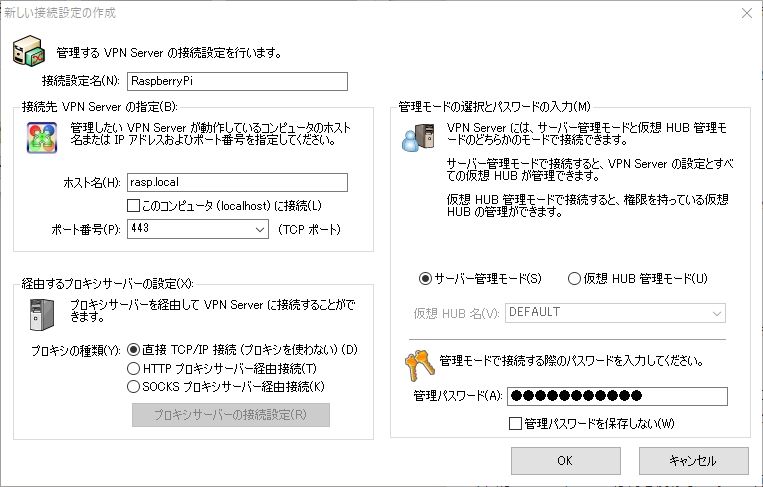 新しい接続設定の作成
管理する VPN Server の接続設定を行います。
接続設定名(N):
RaspberryPi
接続先 VPN Server の指定(B):
管理したい VPN Server が動作しているコンピュータのホスト
名または IP アドレスおよびポート番号を指定してください。
ホスト名(H):
rasp.local
このコンピュータ (localhost) に接続(L)
ポート番号(P):
443
(TCP ポート)
経由するプロキシサーバーの設定(X):
プロキシサーバーを経由して VPN Server に接続することがで
きます。
プロキシの種類(Y):
直接 TCP/IP 接続 (プロキシを使わない) (D)
HTTP プロキシサーバー経由接続(T)
SOCKS プロキシサーバー経由接続(K)
プロキシサーバーの接続設定(R)
管理モードの選択とパスワードの入力(M)
VPN Server には、サーバー管理モードと仮想 HUB 管理モ
ードのどちらかのモードで接続できます。
サーバー管理モードで接続すると、VPN Server の設定とすべ
ての仮想 HUB が管理できます。
仮想 HUB 管理モードで接続すると、権限を持っている仮想
HUB の管理ができます。
サーバー管理モード(S)
仮想 HUB 管理モード(U)
仮想 HUB 名(V):
DEFAULT
管理モードで接続する際のパスワードを入力してください。
管理パスワード(A):
●●●●●●●●●●●
管理パスワードを保存しない(W)
OK
キャンセル